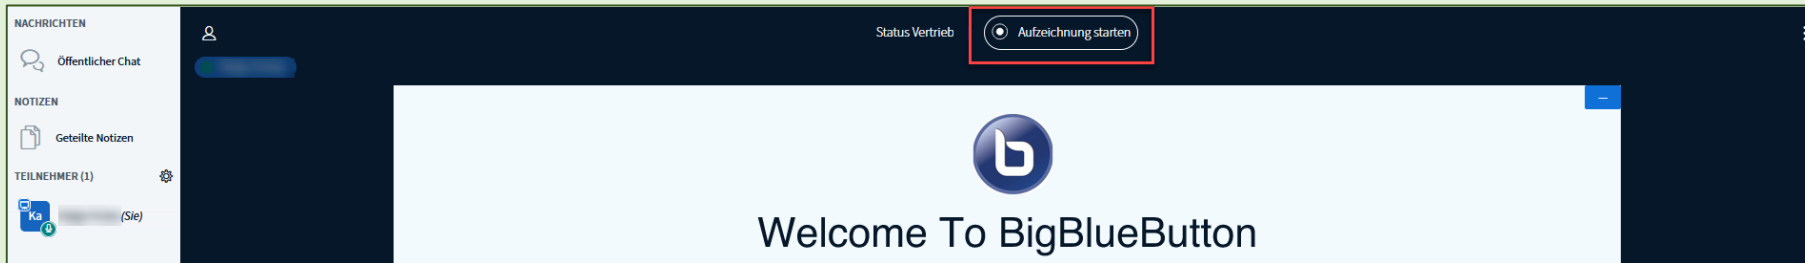 NACHRICHTEN
Öffentlicher Chat
NOTIZEN
Geteilte Notizen
TEILNEHMER (1)
Ka
(Sie)
Status Vertrieb
Aufzeichnung starten
b
Welcome To BigBlueButton